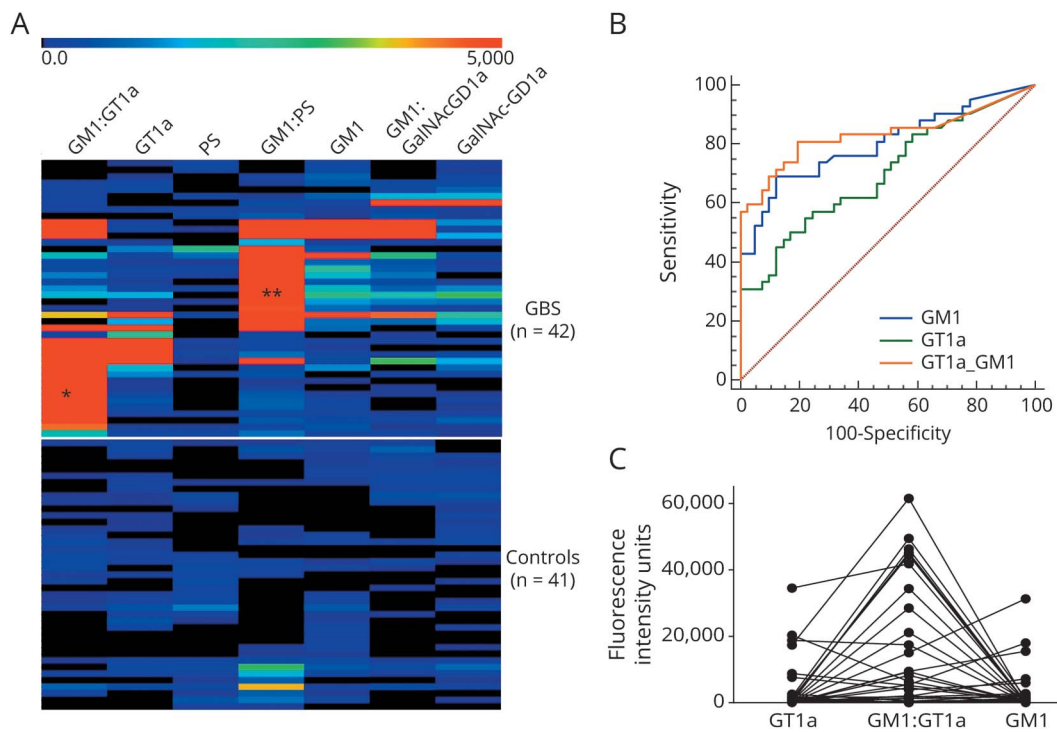 A
0.0 5,000
GM1:GT1a
GT1a
PS
GM1:PS
GM1
GM1:
GalNAcGD1a
GalNAc-GD1a
**
*
GBS
(n = 42)
Controls
(n = 41)
B
Sensitivity
100
80
60
40
20
0
GM1
GT1a
GT1a_GM1
0 20 40 60 80 100
100-Specificity
C
Fluorescence
intensity units
60,000
40,000
20,000
0
GT1a GM1:GT1a GM1